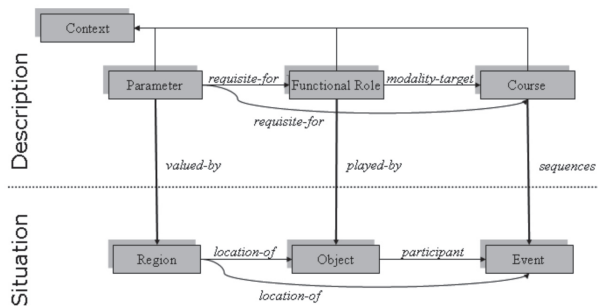 Context
Description
Parameter
requisite-for
Functional Role
modality-target
Course
requisite-for
valued-by
played-by
sequences
Situation
Region
location-of
Object
participant
Event
location-of